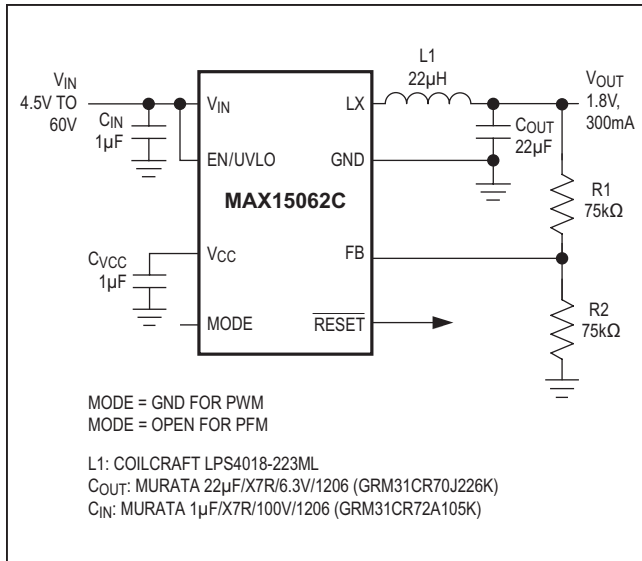 VIN
4.5V TO
60V
CIN
1µF
VIN
EN/UVLO
VCC
MODE
MAX15062C
LX
GND
FB
RESET
CVCC
1µF
L1
22µH
COUT
22µF
VOUT
1.8V,
300mA
R1
75kΩ
R2
75kΩ
MODE = GND FOR PWM
MODE = OPEN FOR PFM
L1: COILCRAFT LPS4018-223ML
COUT: MURATA 22µF/X7R/6.3V/1206 (GRM31CR70J226K)
CIN: MURATA 1µF/X7R/100V/1206 (GRM31CR72A105K)